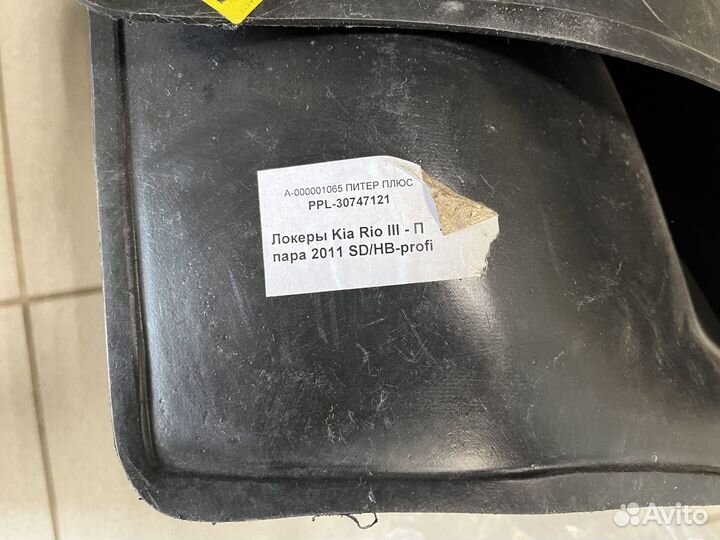 А-000001065 ПИТЕР ПЛЮС
PPL-30747121
Локеры Kia Rio III - П
пара 2011 SD/HB-profi
Avito